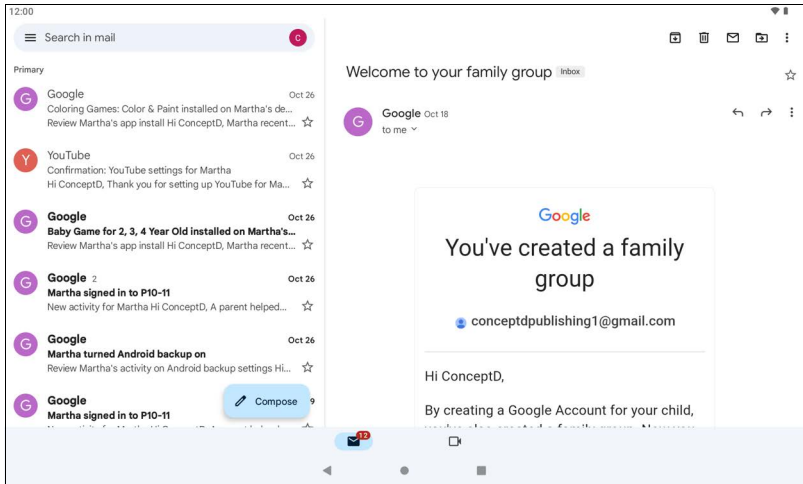 12:00
Search in mail
C
Primary
G
Google
Oct 26
Coloring Games: Color & Paint installed on Martha's de...
Review Martha's app install Hi ConceptD, Martha recent...
Y
YouTube
Oct 26
Confirmation: YouTube settings for Martha
Hi ConceptD, Thank you for setting up YouTube for Ma...
G
Google
Oct 26
Baby Game for 2, 3, 4 Year Old installed on Martha's...
Review Martha's app install Hi ConceptD, Martha recent...
G
Google 2
Oct 26
Martha signed in to P10-11
New activity for Martha Hi ConceptD, A parent helped...
G
Google
Oct 26
Martha turned Android backup on
Review Martha's activity on Android backup settings Hi...
G
Google
9
Martha signed in to P10-11
Compose
Welcome to your family group Inbox
G
Google Oct 18
to me
Google
You've created a family
group
conceptdpublishing1@gmail.com
Hi ConceptD,
By creating a Google Account for your child,
12